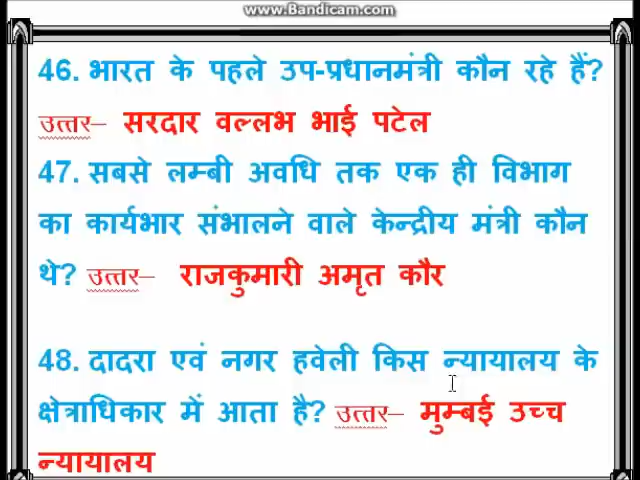 www.Bandicam.com
46. भारत के पहले उप-प्रधानमंत्री कौन रहे हैं?
उत्तर– सरदार वल्लभ भाई पटेल
47. सबसे लम्बी अवधि तक एक ही विभाग
का कार्यभार संभालने वाले केन्द्रीय मंत्री कौन
थे? उत्तर– राजकुमारी अमृत कौर
48. दादरा एवं नगर हवेली किस न्यायालय के
क्षेत्राधिकार में आता है? उत्तर– मुम्बई उच्च
न्यायालय